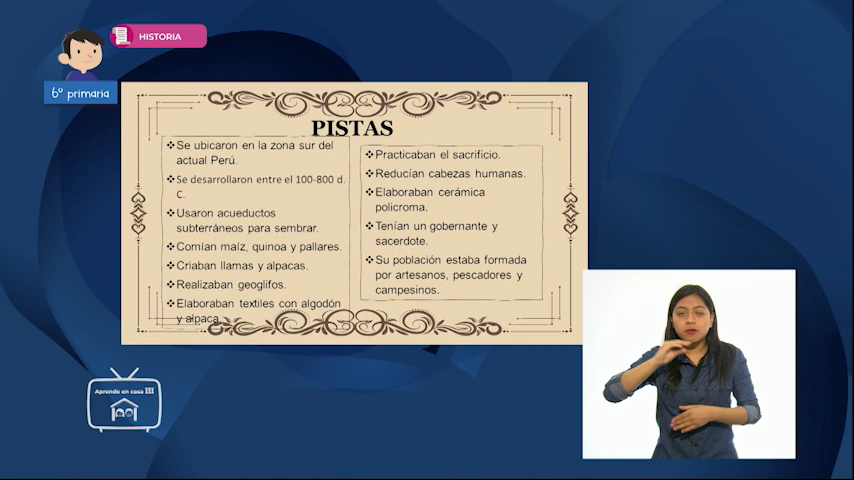 HISTORIA
6º primaria
PISTAS
❖Se ubicaron en la zona sur del
actual Perú.
❖Se desarrollaron entre el 100-800 d.
C.
❖Usaron acueductos
subterráneos para sembrar.
❖Comían maíz, quinoa y pallares.
❖Criaban llamas y alpacas.
❖Realizaban geoglifos.
❖Elaboraban textiles con algodón
y alpaca.
❖Practicaban el sacrificio.
❖Reducían cabezas humanas.
❖Elaboraban cerámica
policroma.
❖Tenían un gobernante y
sacerdote.
❖Su población estaba formada
por artesanos, pescadores y
campesinos.
Aprende en casa III